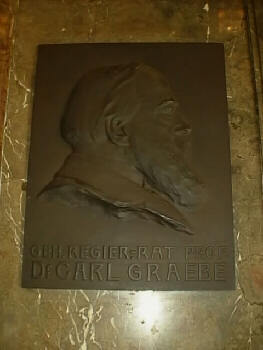 GEH. REGIER=RAT PROF.
Dr CARL GRAEBE